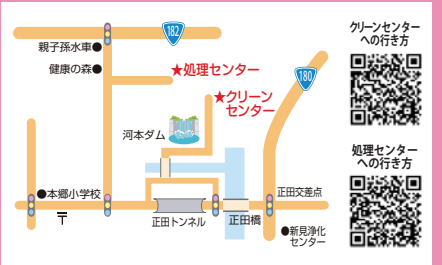 182
親子孫水車●
健康の森●
★処理センター
★クリーン
センター
180
河本ダム
●本郷小学校
〒
正田トンネル
正田橋
正田交差点
●新見浄化
センター
クリーンセンター
への行き方
処理センター
への行き方